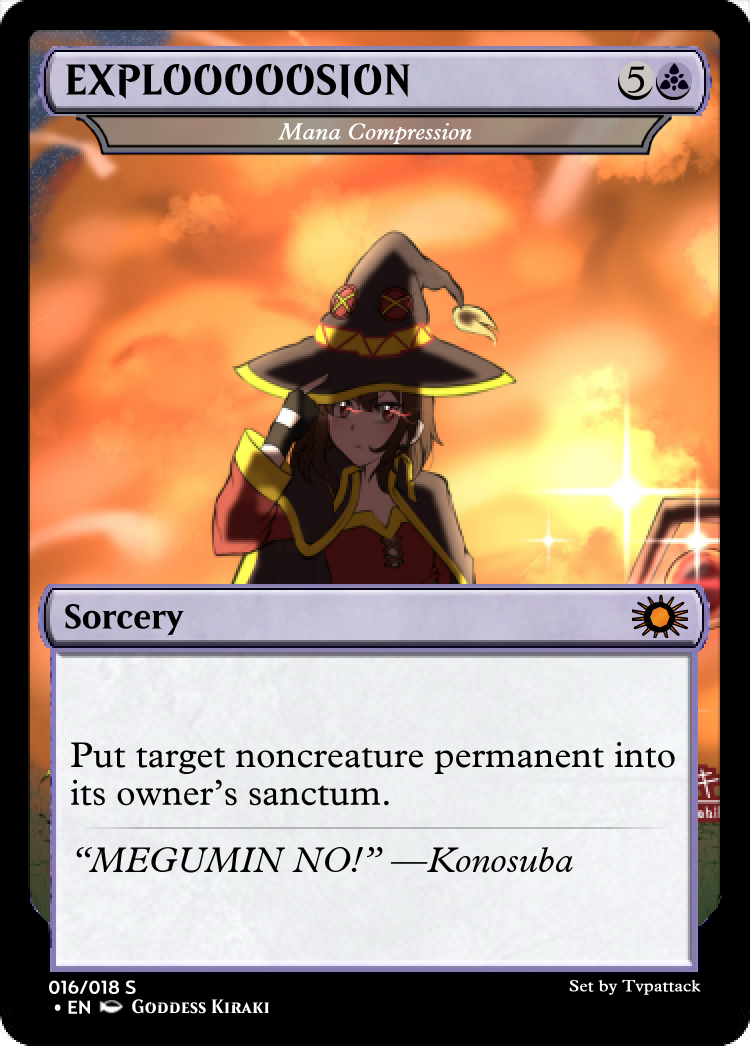 EXPLOOOOOSION
5
Mana Compression
Sorcery
Put target noncreature permanent into
its owner's sanctum.
“MEGUMIN NO!” —Konosuba
キ
016/018 S
Set by Tvpattack
• EN GODDESS KIRAKI